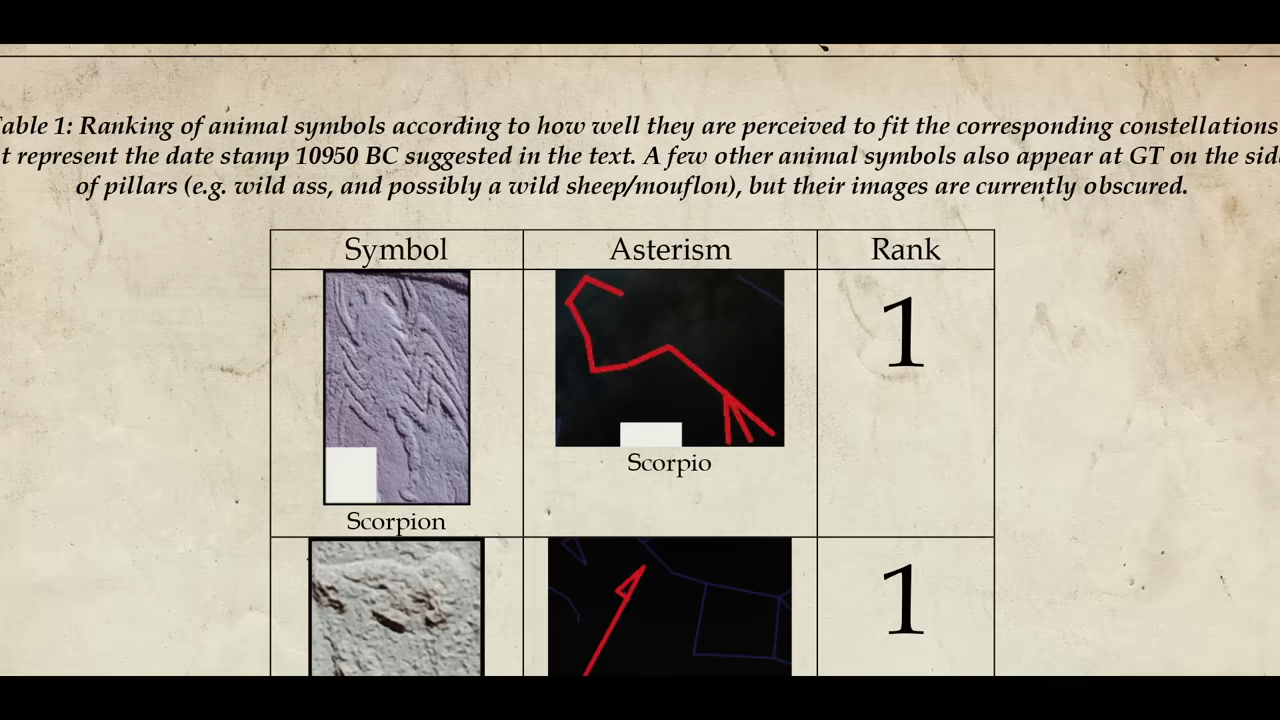 able 1: Ranking of animal symbols according to how well they are perceived to fit the corresponding constellations
t represent the date stamp 10950 BC suggested in the text. A few other animal symbols also appear at GT on the sid
of pillars (e.g. wild ass, and possibly a wild sheep/mouflon), but their images are currently obscured.
Symbol Asterism Rank
1
Scorpio
Scorpion
1